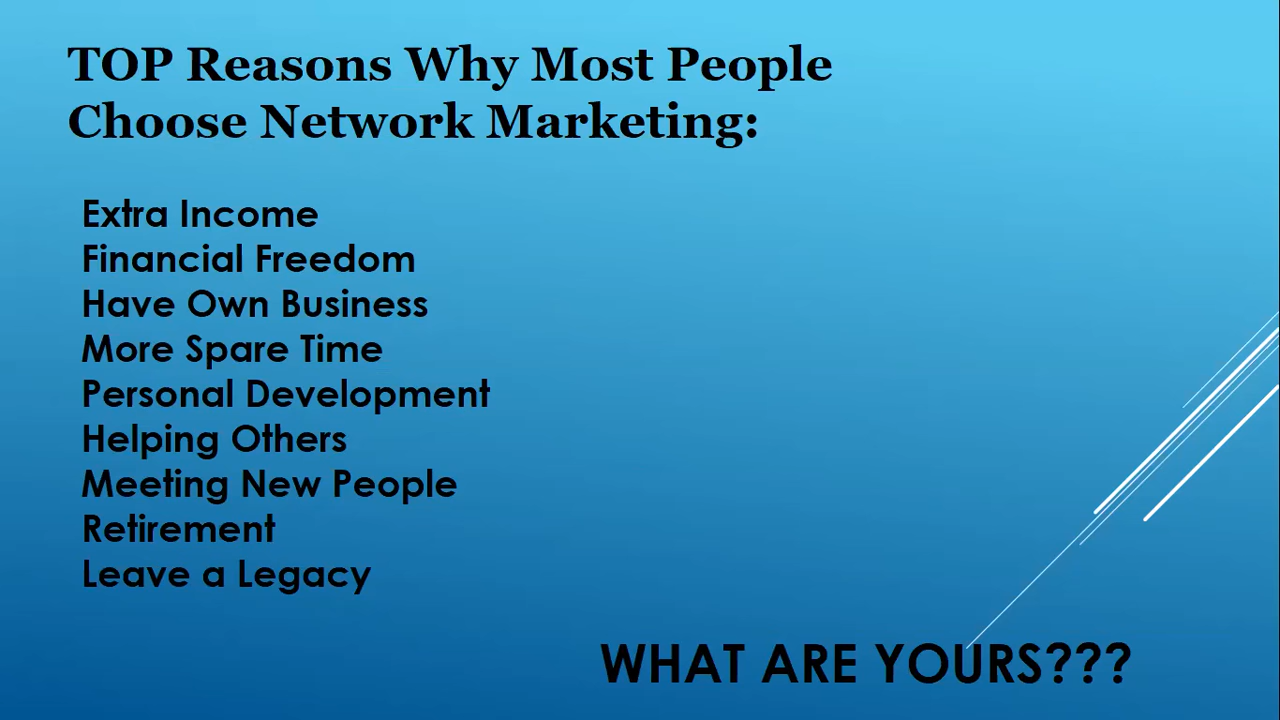 TOP Reasons Why Most People
Choose Network Marketing:
Extra Income
Financial Freedom
Have Own Business
More Spare Time
Personal Development
Helping Others
Meeting New People
Retirement
Leave a Legacy
WHAT ARE YOURS???